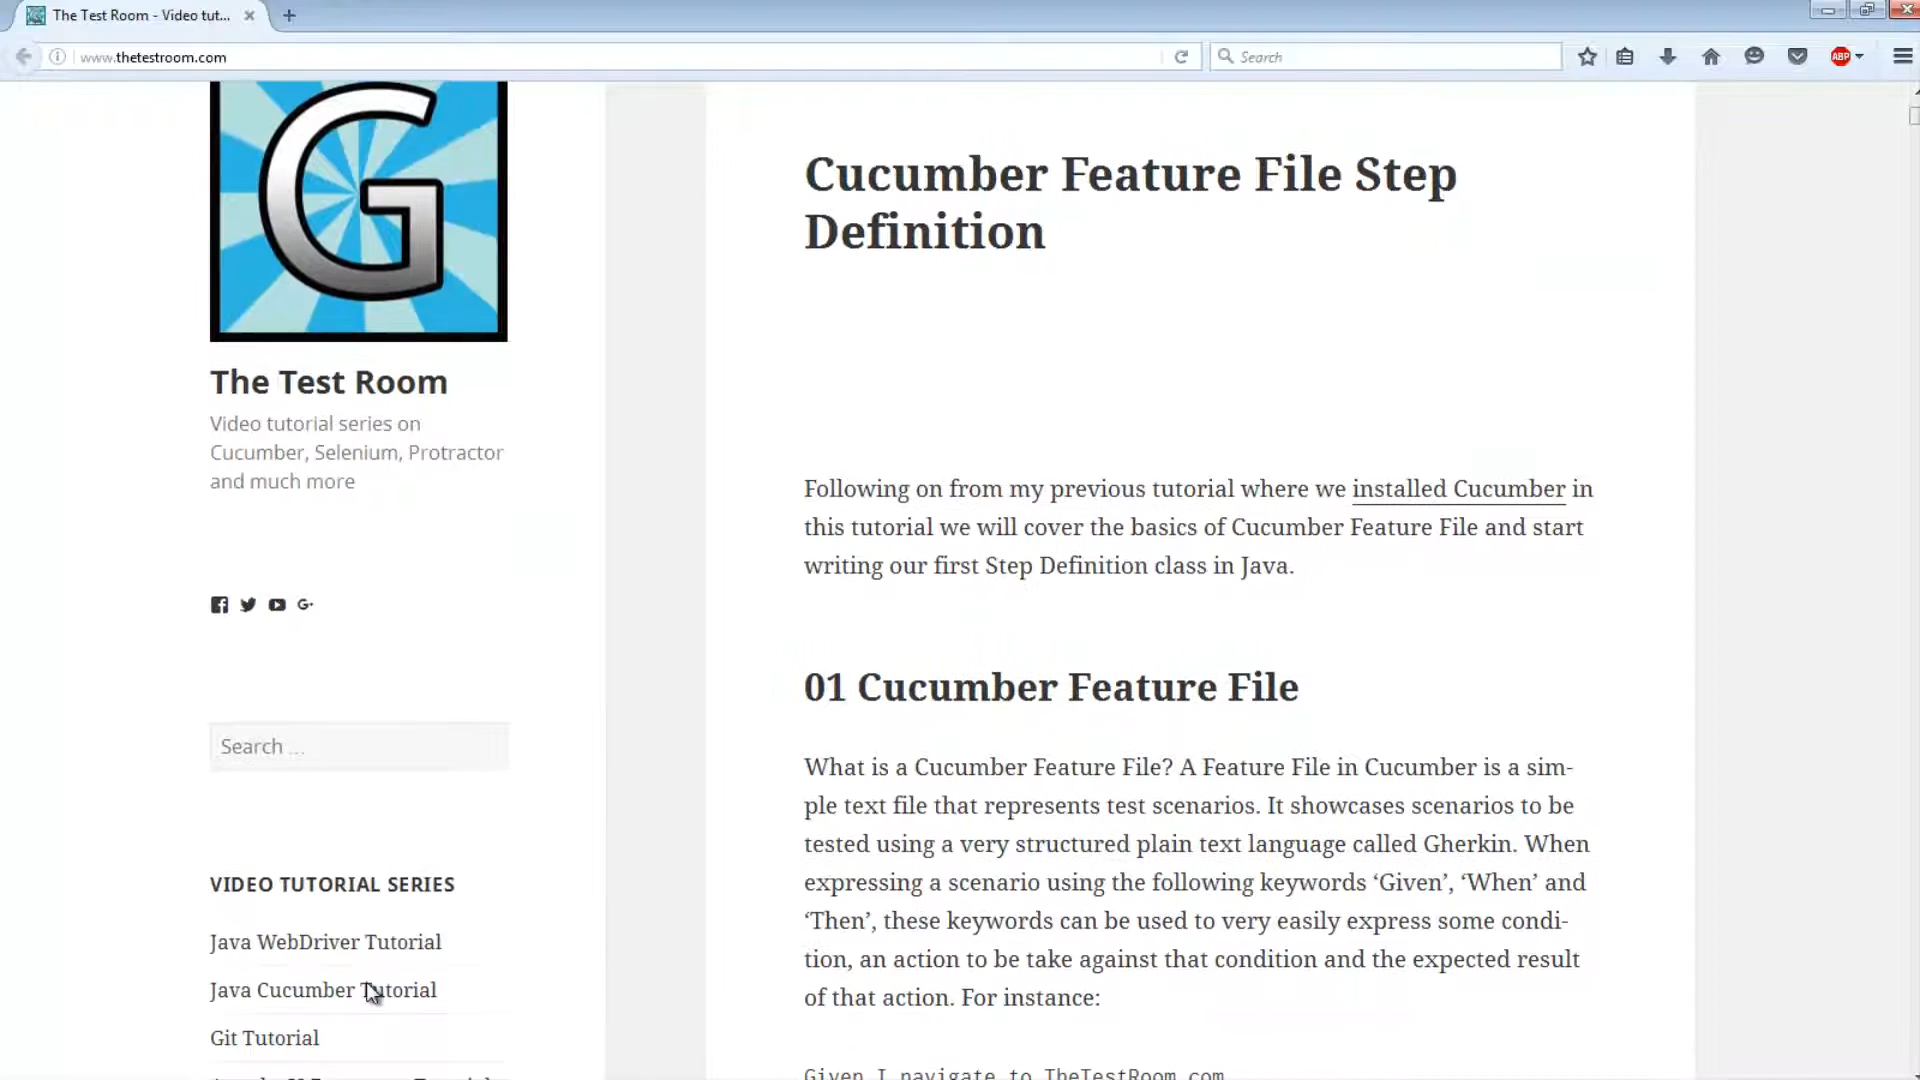 The Test Room - Video tut...
www.thetestroom.com
Search
ABP
G
The Test Room
Video tutorial series on
Cucumber, Selenium, Protractor
and much more
G+
Search ...
VIDEO TUTORIAL SERIES
Java WebDriver Tutorial
Java Cucumber Tutorial
Git Tutorial
Cucumber Feature File Step
Definition
Following on from my previous tutorial where we installed Cucumber in
this tutorial we will cover the basics of Cucumber Feature File and start
writing our first Step Definition class in Java.
01 Cucumber Feature File
What is a Cucumber Feature File? A Feature File in Cucumber is a sim-
ple text file that represents test scenarios. It showcases scenarios to be
tested using a very structured plain text language called Gherkin. When
expressing a scenario using the following keywords ‘Given’, ‘When’ and
‘Then’, these keywords can be used to very easily express some condi-
tion, an action to be take against that condition and the expected result
of that action. For instance:
Given I navigate to TheTestRoom.com